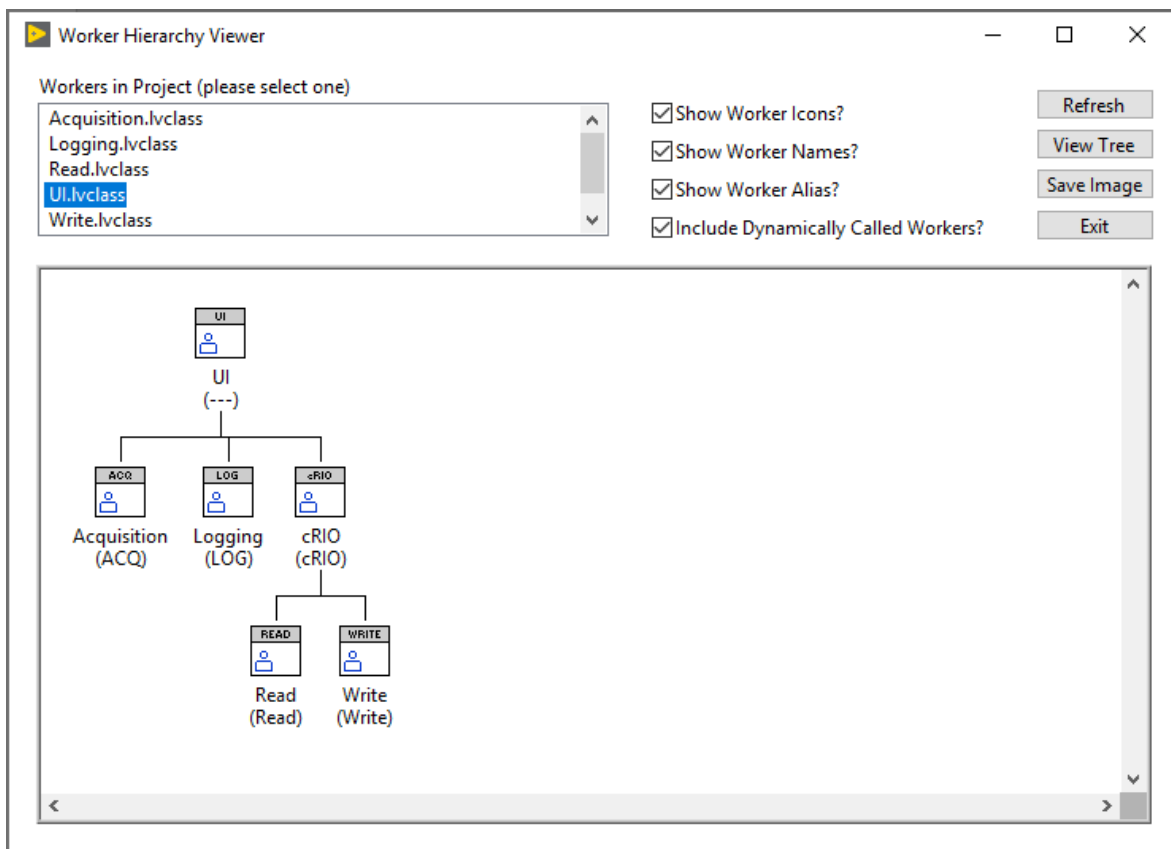 Worker Hierarchy Viewer
Workers in Project (please select one)
Acquisition.lvclass
Logging.lvclass
Read.lvclass
UI.lvclass
Write.lvclass
Show Worker Icons?
Show Worker Names?
Show Worker Alias?
Include Dynamically Called Workers?
Refresh
View Tree
Save Image
Exit
UI
UI
(---)
ACQ LOG cRIO
Acquisition Logging cRIO
(ACQ) (LOG) (cRIO)
READ WRITE
Read Write
(Read) (Write)